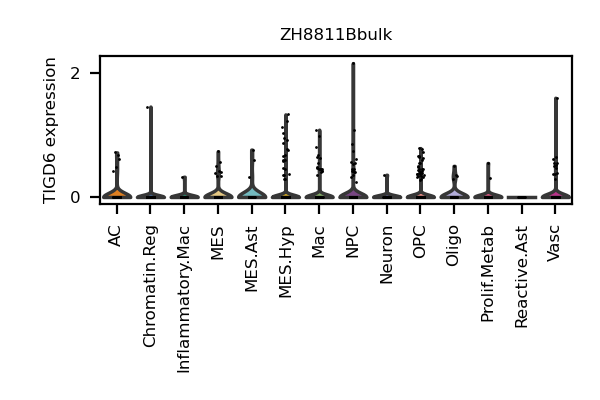 ZH8811Bbulk
TIGD6 expression
2
0
AC
Chromatin.Reg
Inflammatory.Mac
MES
MES.Ast
MES.Hyp
Mac
NPC
Neuron
OPC
Oligo
Prolif.Metab
Reactive.Ast
Vasc